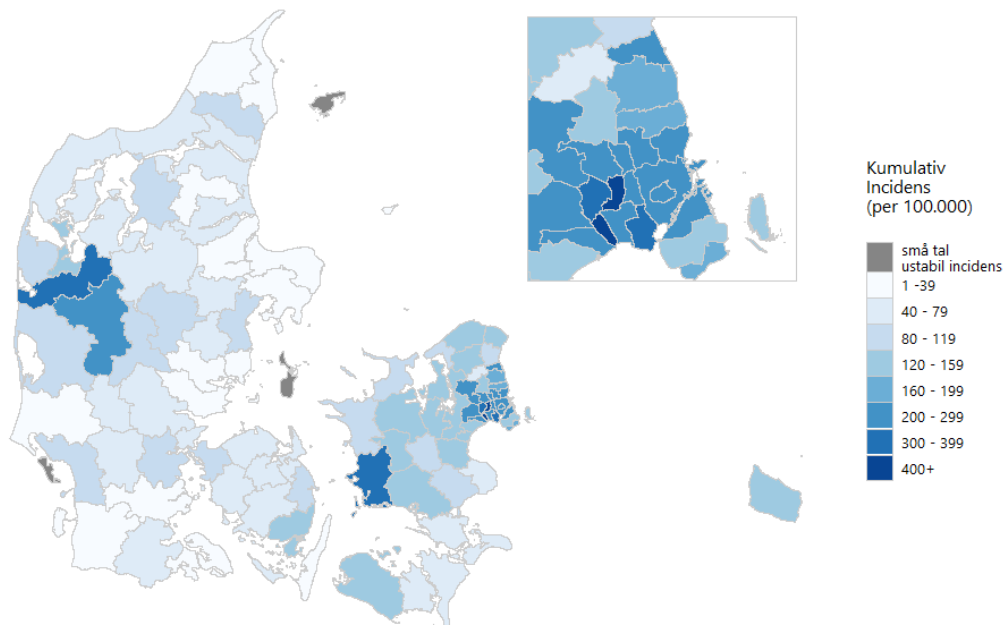 Kumulativ
Incidens
(per 100.000)
små tal
ustabil incidens
1 -39
40 - 79
80 - 119
120 - 159
160 - 199
200 - 299
300 - 399
400+